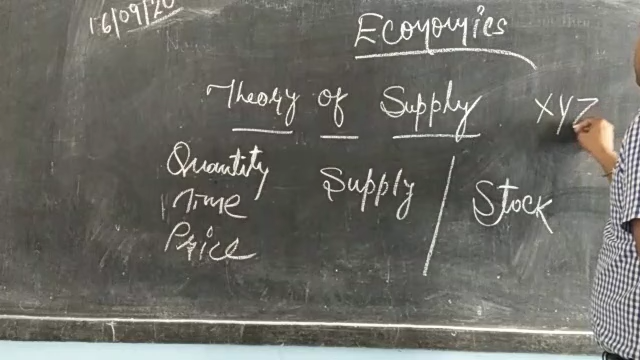 16/09/20
Economics
Theory of Supply XYZ
Quantity
Time
Price
Supply / Stock